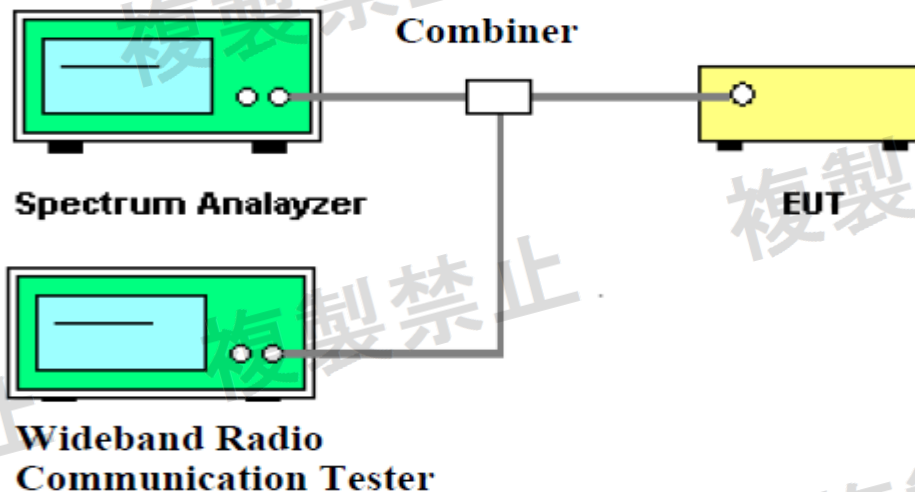 Combiner
Spectrum Analayzer
EUT
Wideband Radio
Communication Tester
複製禁止
複製禁止
複製